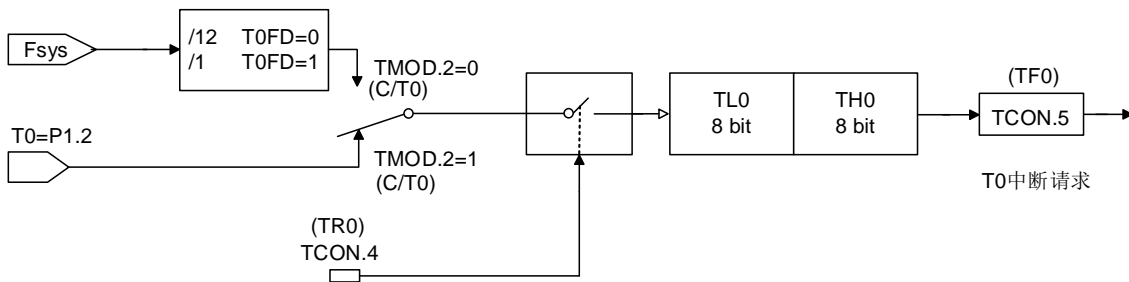 Fsys
/12 T0FD=0
/1 T0FD=1
TMOD.2=0
(C/T0)
T0=P1.2
TMOD.2=1
(C/T0)
(TR0)
TCON.4
TL0
8 bit
TH0
8 bit
(TF0)
TCON.5
T0中断请求